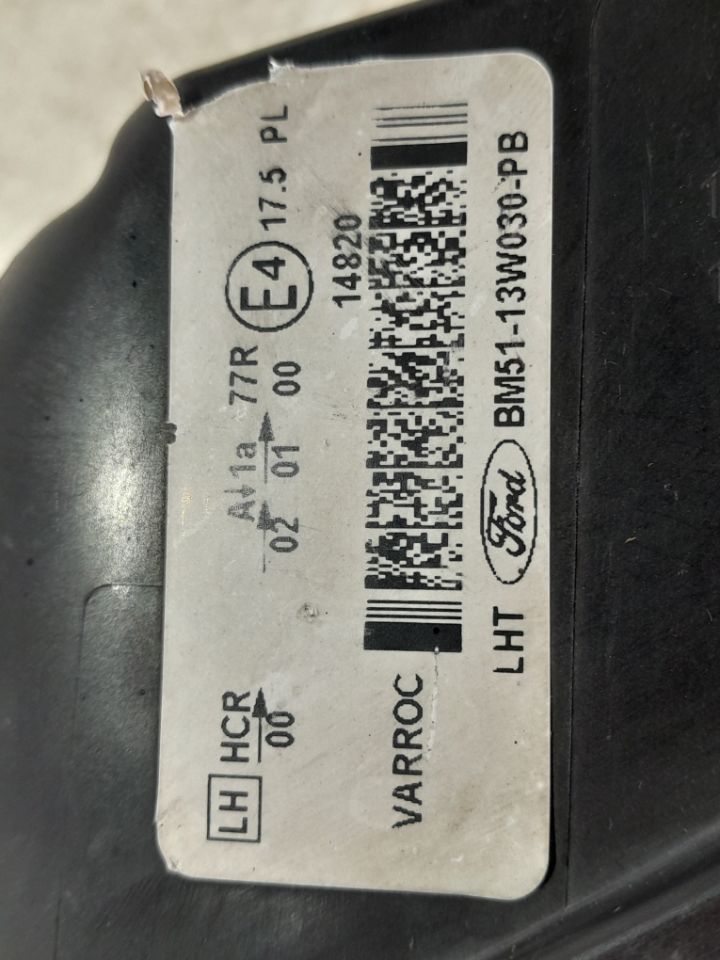 LH HCR A 1a 77R E4 17.5 PL
00 02 01 00
14820
VARROC
LHT Ford BM51-13W030-PB